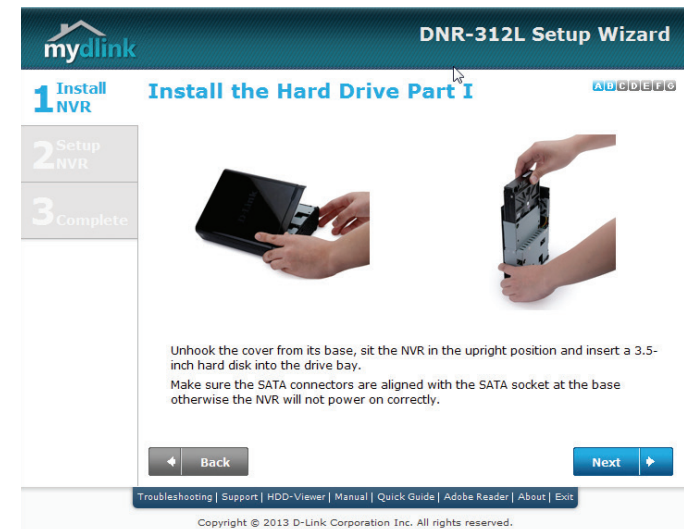 mydlink
DNR-312L Setup Wizard
1 Install
NVR
Install the Hard Drive Part I
A B C D E F G
2 Setup
NVR
3 Complete
D-Link
Unhook the cover from its base, sit the NVR in the upright position and insert a 3.5-
inch hard disk into the drive bay.
Make sure the SATA connectors are aligned with the SATA socket at the base
otherwise the NVR will not power on correctly.
Back
Next
Troubleshooting | Support | HDD-Viewer | Manual | Quick Guide | Adobe Reader | About | Exit
Copyright © 2013 D-Link Corporation Inc. All rights reserved.